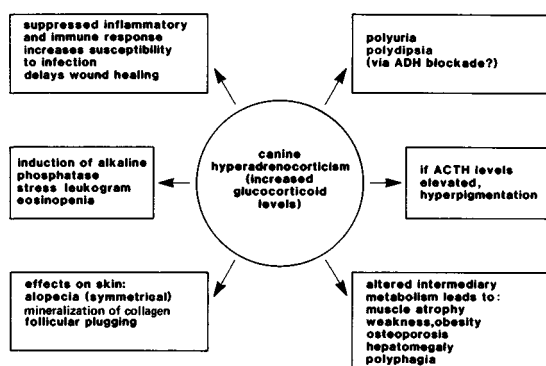 suppressed inflammatory
and immune response
increases susceptibility
to infection
delays wound healing
polyuria
polydipsia
(via ADH blockade?)
induction of alkaline
phosphatase
stress leukogram
eosinopenia
canine
hyperadrenocorticism
(increased
glucocorticoid
levels)
if ACTH levels
elevated,
hyperpigmentation
effects on skin:
alopecia (symmetrical)
mineralization of collagen
follicular plugging
altered intermediary
metabolism leads to:
muscle atrophy
weakness,obesity
osteoporosis
hepatomegaly
polyphagia